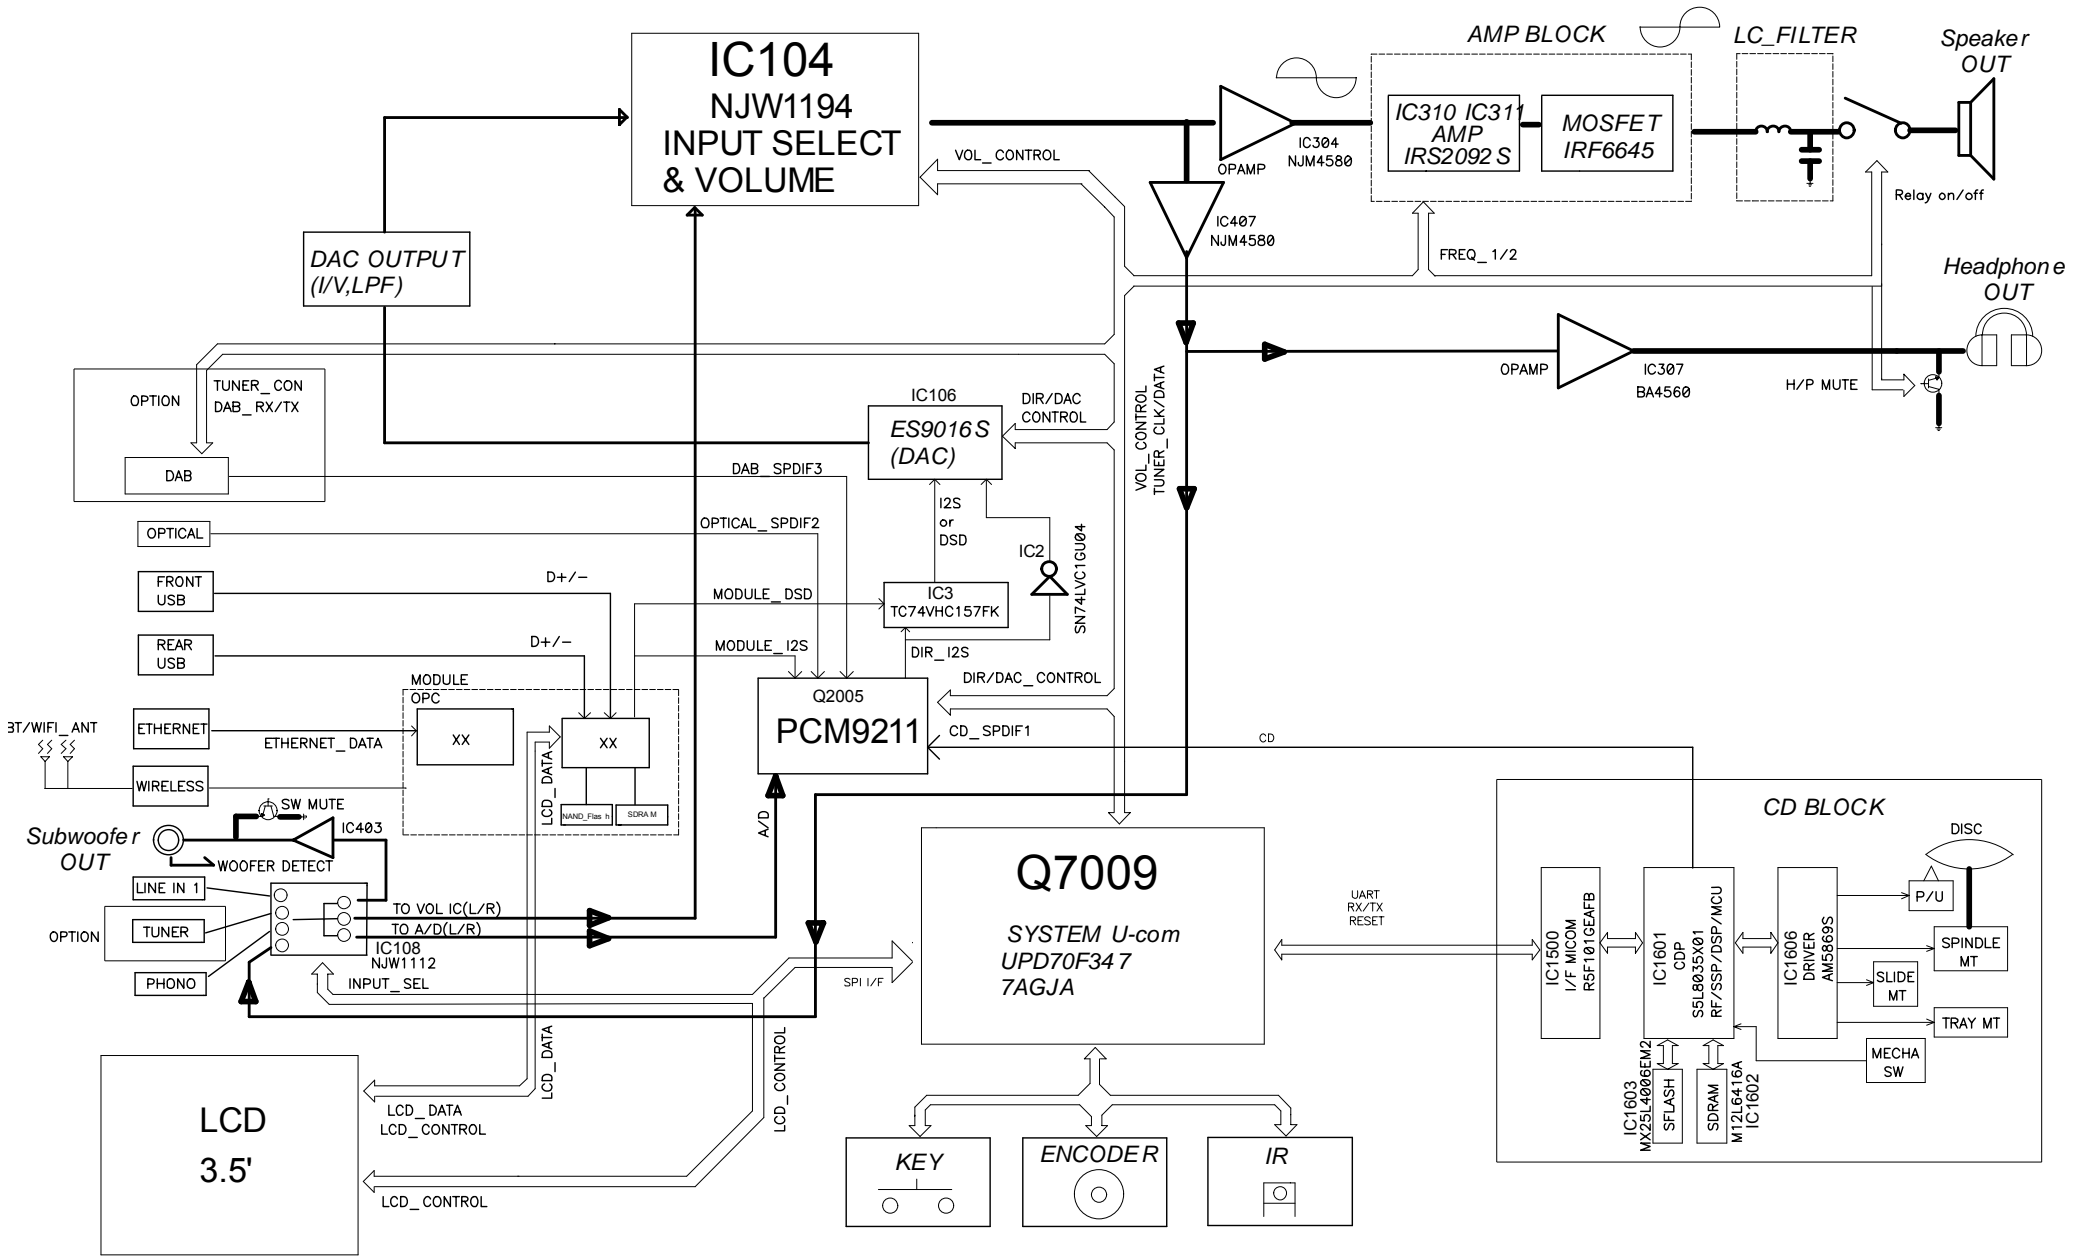 IC104
NJW1194
INPUT SELECT
& VOLUME
VOL_CONTROL
OPAMP
IC304
NJM4580
AMP BLOCK
IC310 IC311
AMP
IRS2092S
MOSFET
IRF6645
LC_FILTER
Speaker
OUT
Relay on/off
IC407
NJM4580
FREQ_1/2
Headphone
OUT
DAC OUTPUT
(I/V,LPF)
OPAMP
IC307
BA4560
H/P MUTE
OPTION
TUNER_CON
DAB_RX/TX
DAB
IC106
ES9016S
(DAC)
DIR/DAC
CONTROL
VOL_CONTROL
TUNER_CLK/DATA
DAB_SPDIF3
OPTICAL
OPTICAL_SPDIF2
I2S
or
DSD
IC2
SN74LVC1GU04
FRONT
USB
D+/-
MODULE_DSD
IC3
TC74VHC157FK
REAR
USB
D+/-
MODULE_I2S
DIR_I2S
MODULE
OPC
XX
XX
NAND_Flash
SDRAM
Q2005
PCM9211
DIR/DAC_CONTROL
CD_SPDIF1
CD
BT/WIFI_ANT
ETHERNET
ETHERNET_DATA
WIRELESS
LCD_DATA
A/D
SW MUTE
IC403
Subwoofer
OUT
WOOFER DETECT
LINE IN 1
OPTION
TUNER
PHONO
TO VOL IC(L/R)
TO A/D(L/R)
IC108
NJW1112
INPUT_SEL
SPI I/F
Q7009
SYSTEM U-com
UPD70F347
7AGJA
UART
RX/TX
RESET
CD BLOCK
DISC
IC1500
I/F MICOM
R5F101GEAFB
IC1601
CDP
S5L8035X01
RF/SSP/DSP/MCU
IC1606
DRIVER
AM5869S
P/U
SPINDLE
MT
SLIDE
MT
TRAY MT
MECHA
SW
IC1603
MX25L4006EM2
SFLASH
SDRAM
M12L6416A
IC1602
LCD
3.5'
LCD_DATA
LCD_CONTROL
LCD_DATA
LCD_CONTROL
LCD_CONTROL
KEY
ENCODER
IR